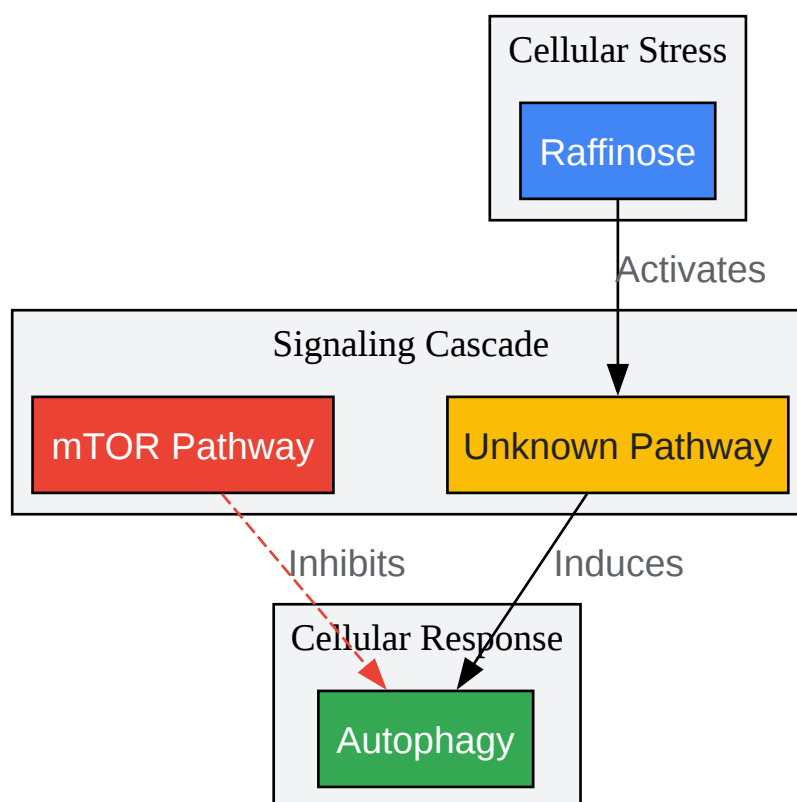 Cellular Stress
Raffinose
Activates
Signaling Cascade
mTOR Pathway
Unknown Pathway
Inhibits
Induces
Cellular Response
Autophagy